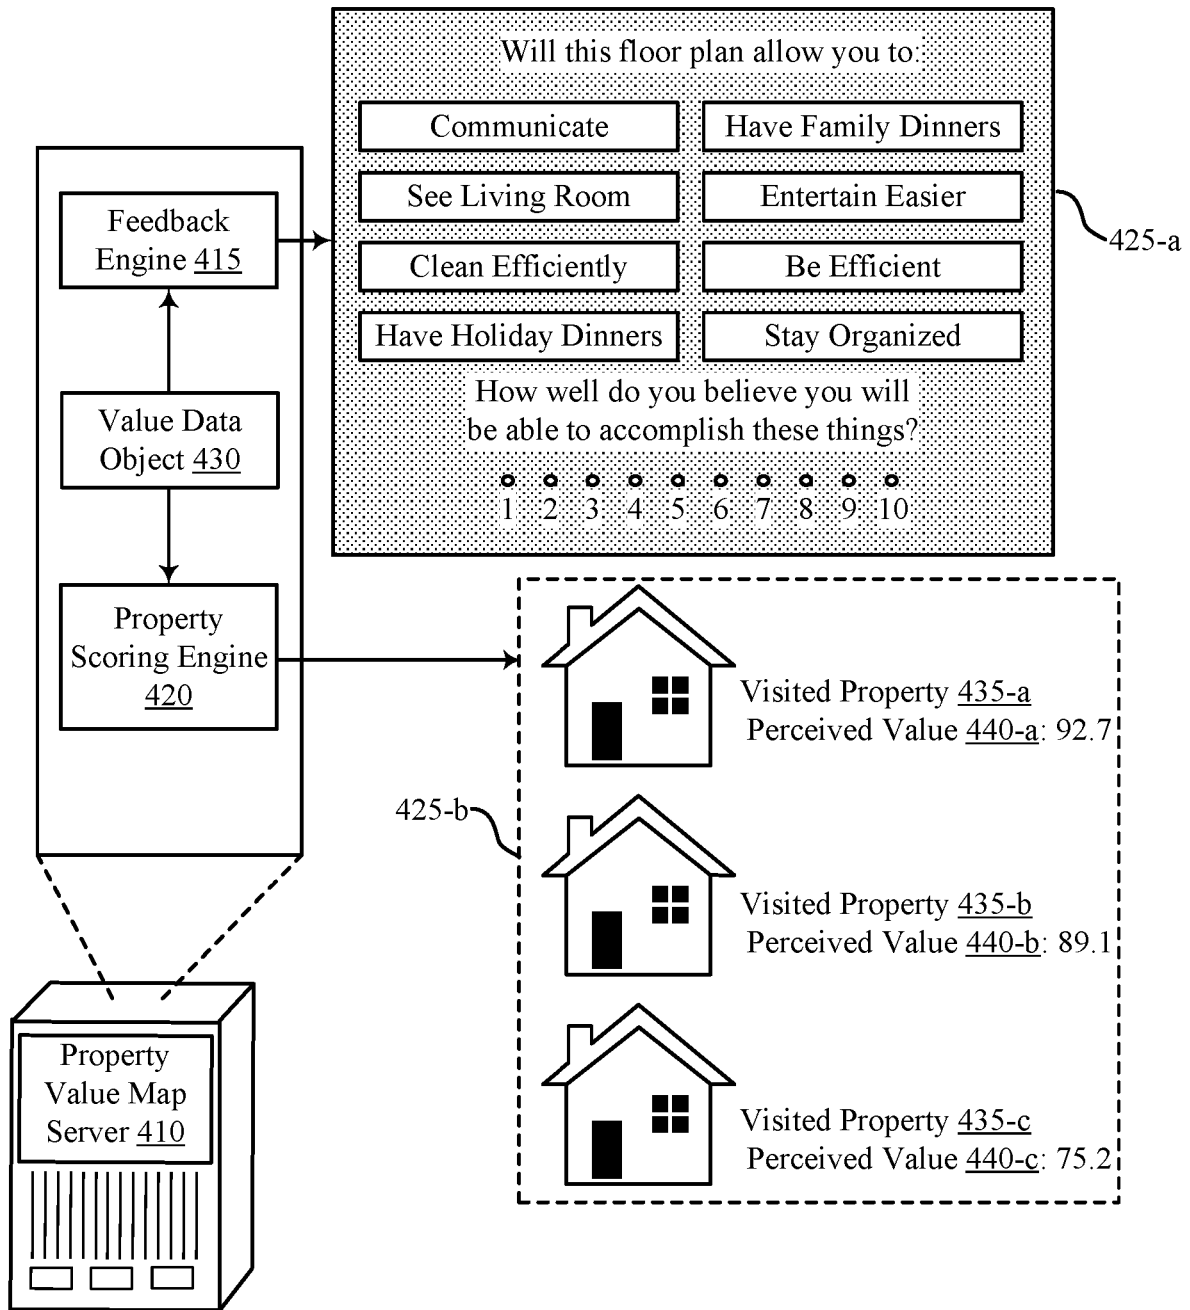 Will this floor plan allow you to:
Communicate
Have Family Dinners
See Living Room
Entertain Easier
Clean Efficiently
Be Efficient
Have Holiday Dinners
Stay Organized
How well do you believe you will
be able to accomplish these things?
1 2 3 4 5 6 7 8 9 10
425-a
Feedback
Engine 415
Value Data
Object 430
Property
Scoring Engine
420
Visited Property 435-a
Perceived Value 440-a: 92.7
425-b
Visited Property 435-b
Perceived Value 440-b: 89.1
Visited Property 435-c
Perceived Value 440-c: 75.2
Property
Value Map
Server 410